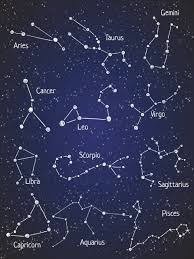 Gemini
Taurus
Aries
Cancer
Leo
Virgo
Scorpio
Libra
Sagittarius
Capricorn
Aquarius
Pisces